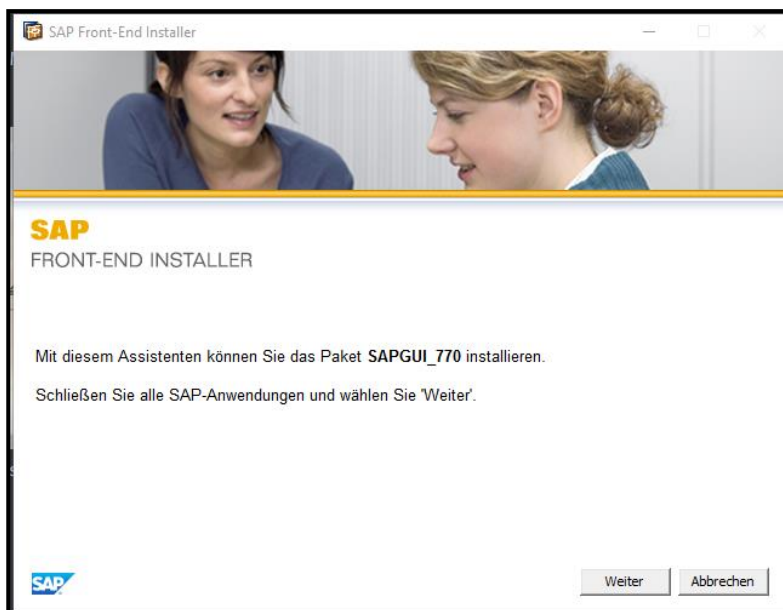 SAP Front-End Installer
SAP
FRONT-END INSTALLER
Mit diesem Assistenten können Sie das Paket SAPGUI_770 installieren.
Schließen Sie alle SAP-Anwendungen und wählen Sie 'Weiter'.
SAP
Weiter
Abbrechen